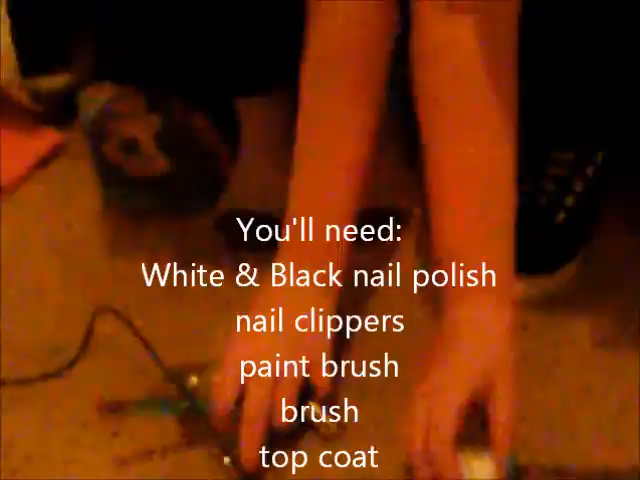 You'll need:
White & Black nail polish
nail clippers
paint brush
brush
top coat